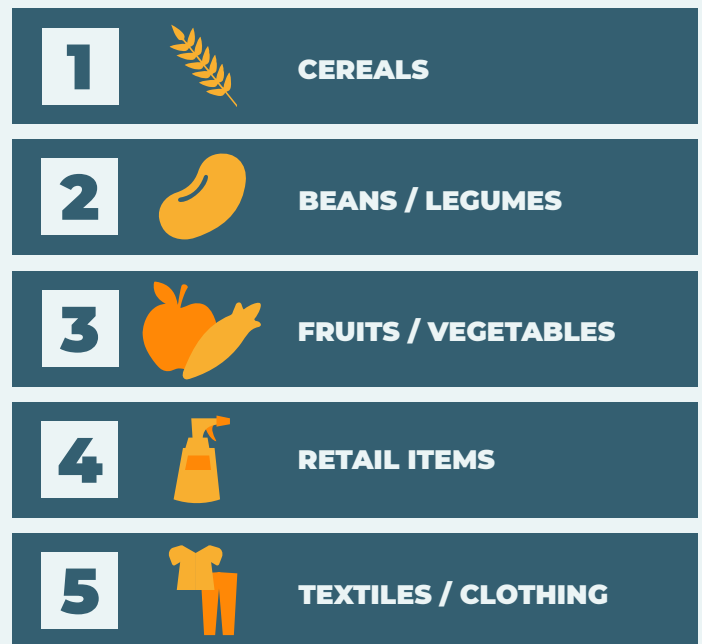 1
CEREALS
2
BEANS / LEGUMES
3
FRUITS / VEGETABLES
4
RETAIL ITEMS
5
TEXTILES / CLOTHING